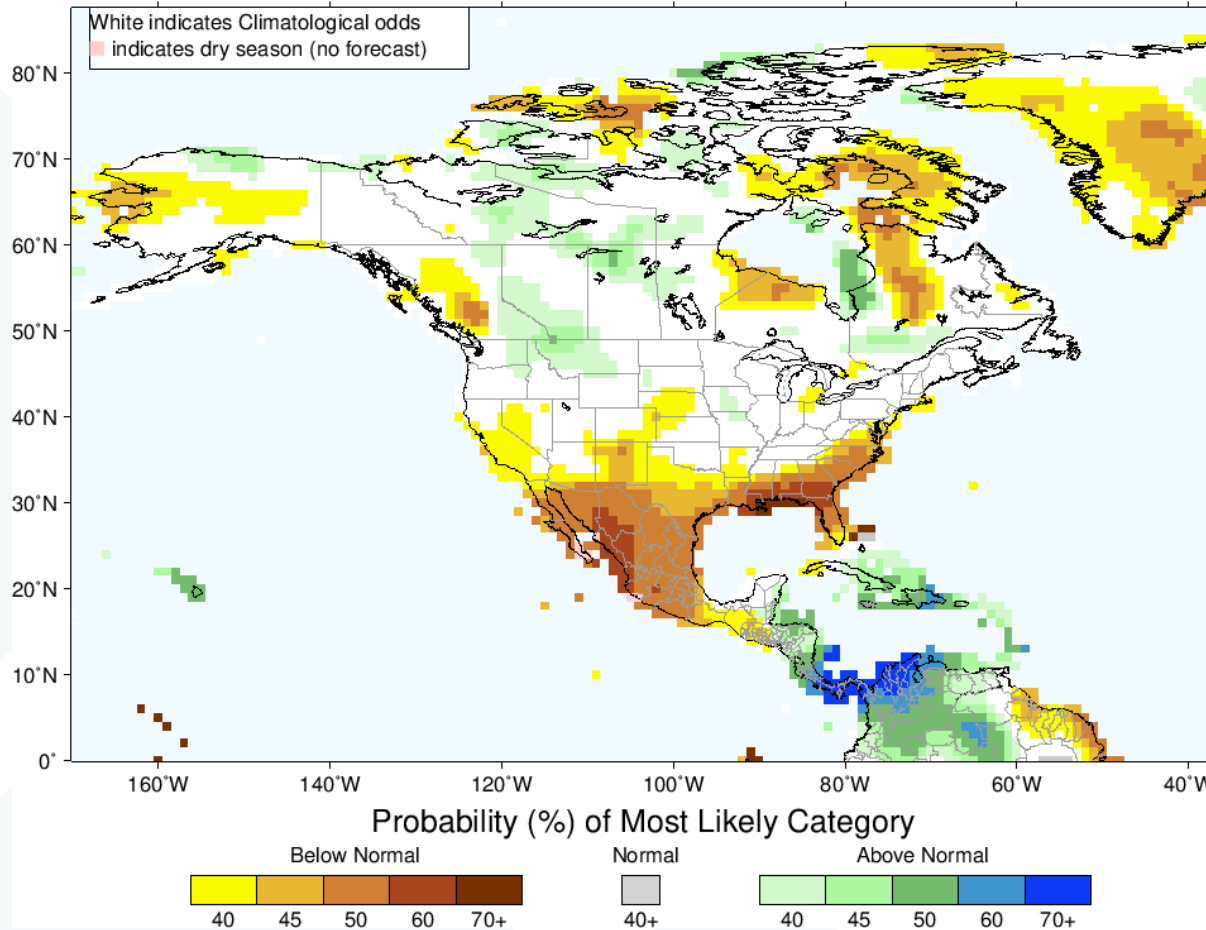 White indicates Climatological odds
indicates dry season (no forecast)
80˚N
70˚N
60˚N
50˚N
40˚N
30˚N
20˚N
10˚N
0˚
160˚W 140˚W 120˚W 100˚W 80˚W 60˚W 40˚W
Probability (%) of Most Likely Category
Below Normal Normal Above Normal
40 45 50 60 70+ 40+ 40 45 50 60 70+